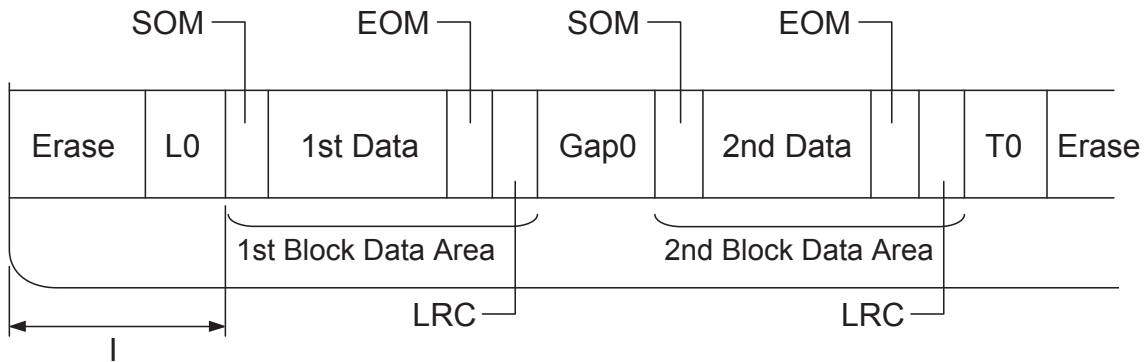 SOM EOM SOM EOM
Erase L0 1st Data Gap0 2nd Data T0 Erase
1st Block Data Area 2nd Block Data Area
LRC LRC
l